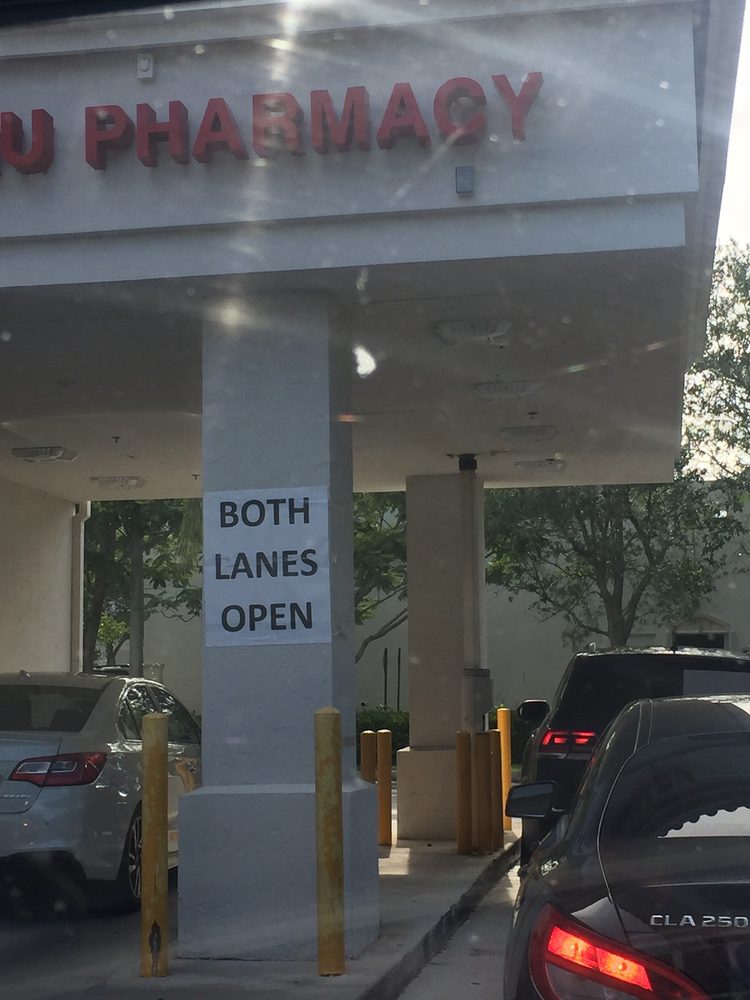 U PHARMACY
BOTH
LANES
OPEN
CLA 250